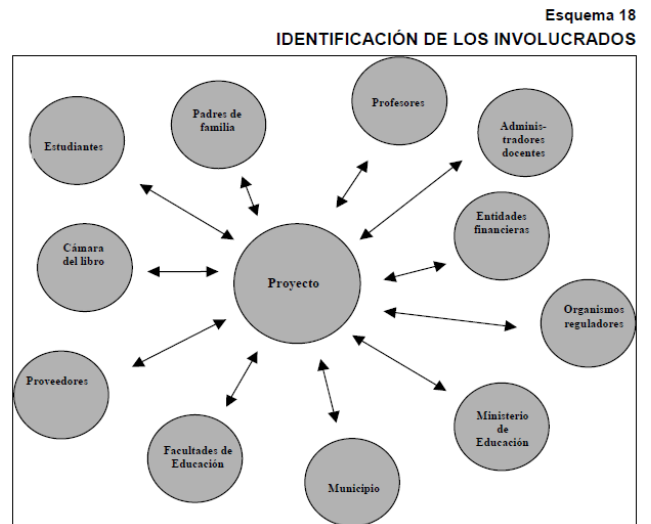 Esquema 18
IDENTIFICACIÓN DE LOS INVOLUCRADOS
Estudiantes
Padres de
familia
Profesores
Adminis-
tradores
docentes
Entidades
financieras
Cámara
del libro
Proyecto
Organismos
reguladores
Proveedores
Facultades de
Educación
Municipio
Ministerio
de
Educación